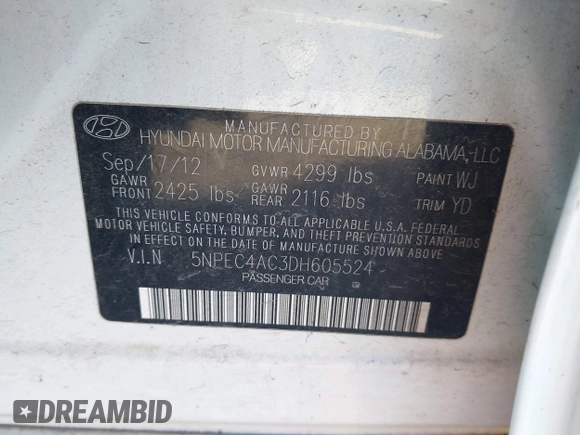 MANUFACTURED BY
HYUNDAI MOTOR MANUFACTURING ALABAMA, LLC
Sep/17/12 GVWR 4299 lbs PAINT WJ
GAWR FRONT 2425 lbs GAWR REAR 2116 lbs TRIM YD
THIS VEHICLE CONFORMS TO ALL APPLICABLE U.S.A. FEDERAL
MOTOR VEHICLE SAFETY, BUMPER, AND THEFT PREVENTION STANDARDS
IN EFFECT ON THE DATE OF MANUFACTURE SHOWN ABOVE
V.I.N 5NPEC4AC3DH605524
PASSENGER CAR
DREAMBID